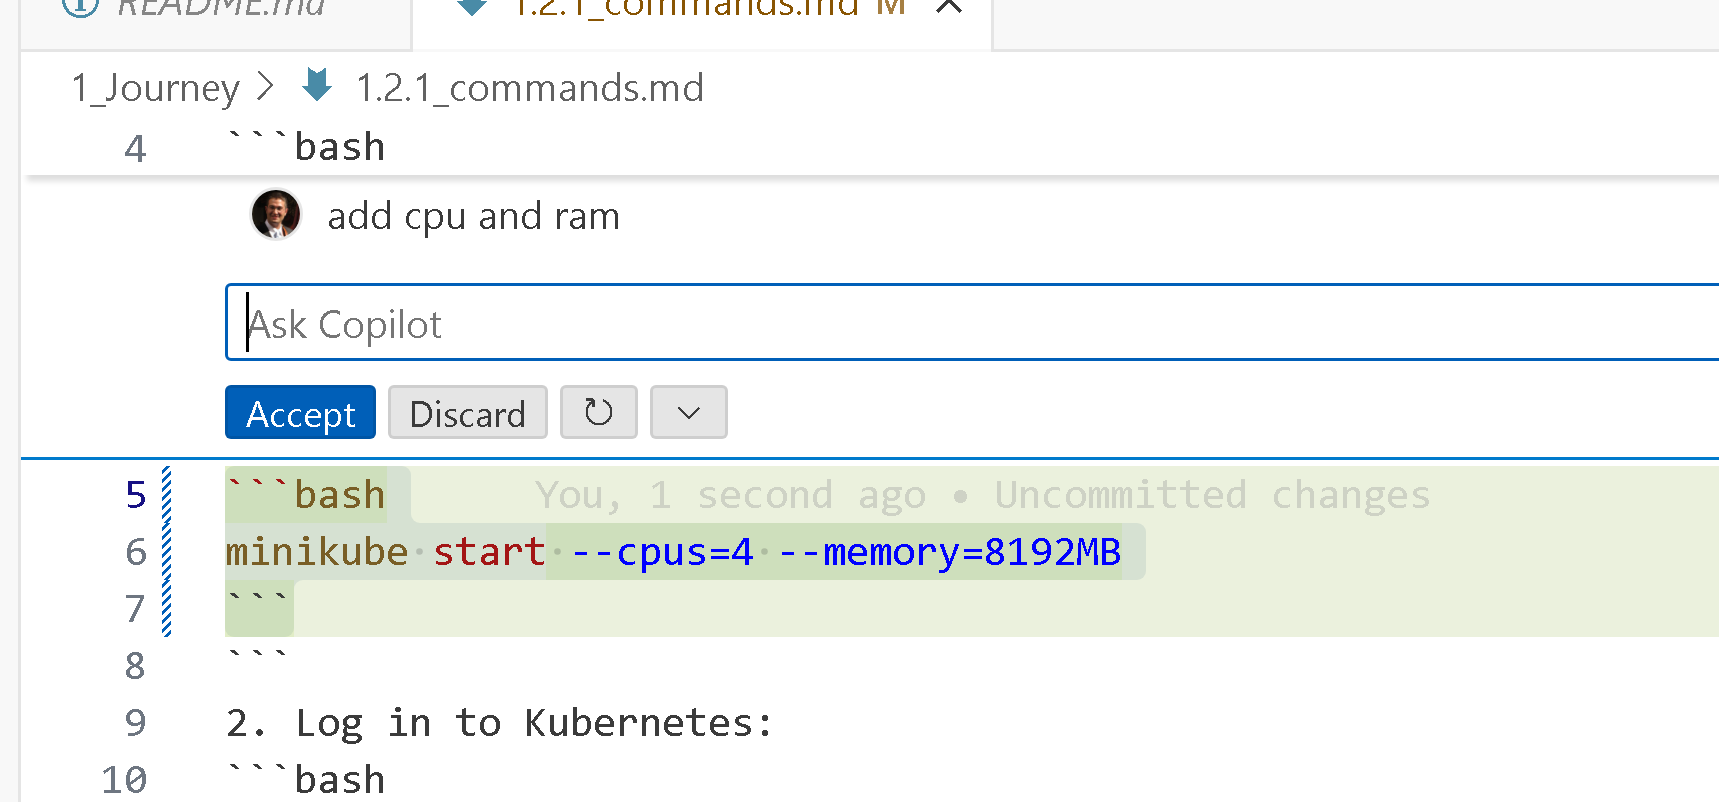 README.md 1.2.1_commands.md M
1_Journey > 1.2.1_commands.md
4 ```bash
add cpu and ram
Ask Copilot
Accept Discard
5 ```bash You, 1 second ago • Uncommitted changes
6 minikube start --cpus=4 --memory=8192MB
7 ```
8 ```
9 2. Log in to Kubernetes:
10 ```bash